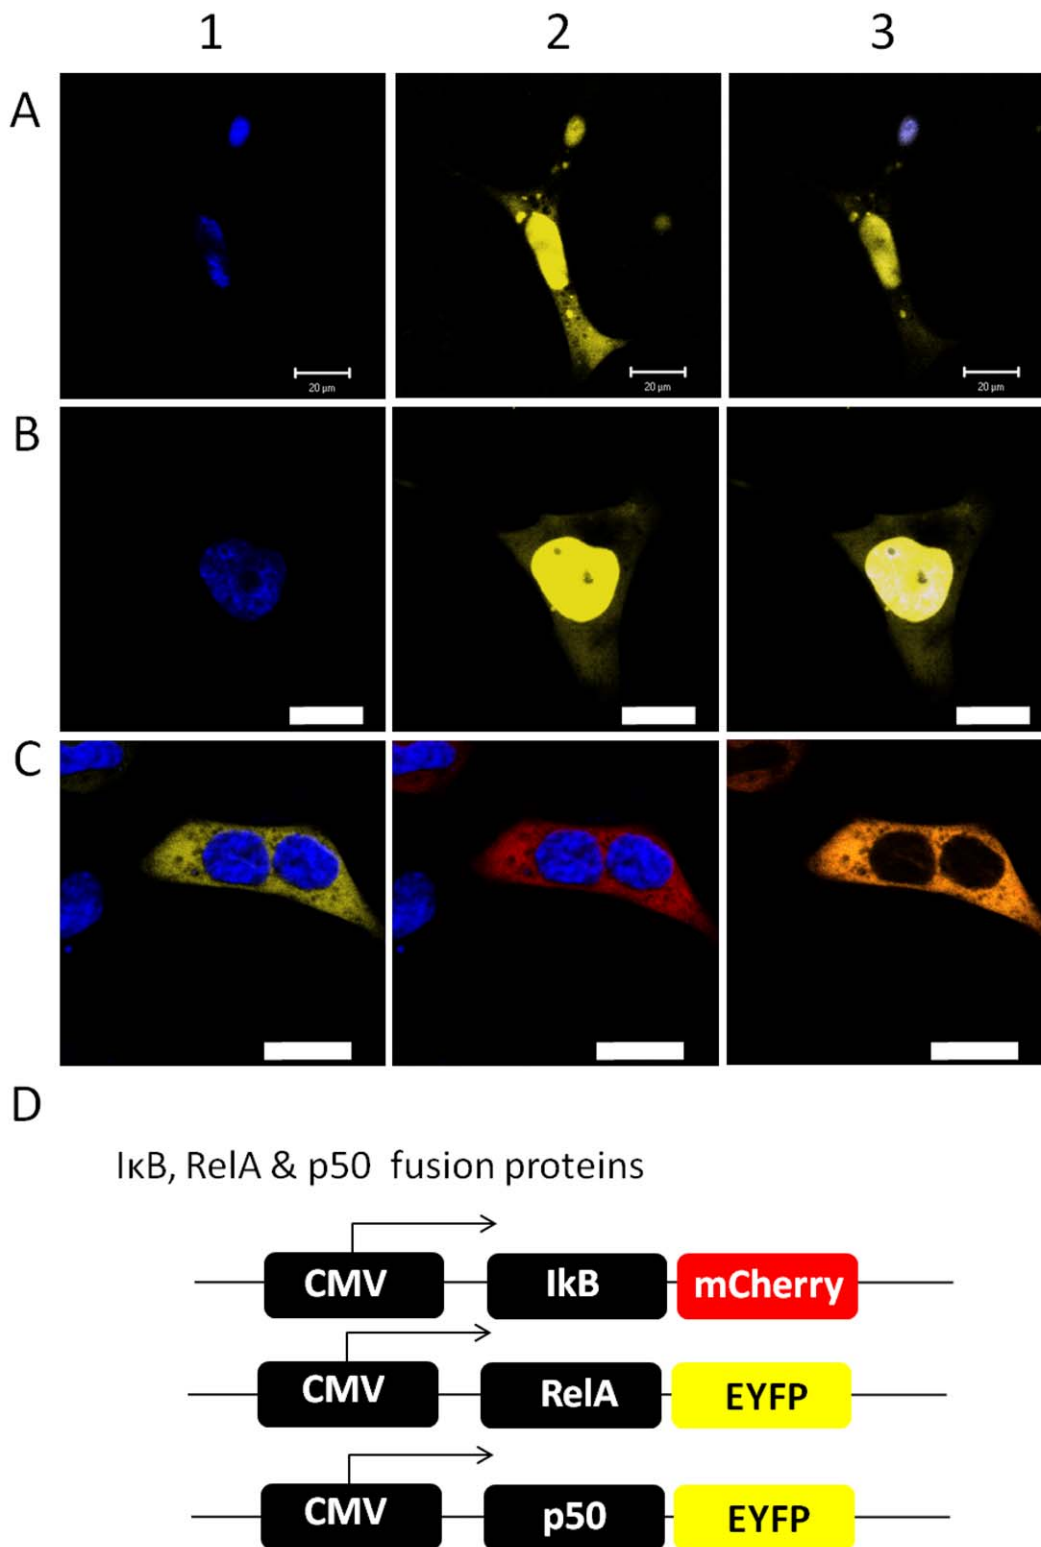 1 2 3
A
20 µm 20 µm 20 µm
B
C
D
IκB, RelA & p50 fusion proteins
CMV IkB mCherry
CMV RelA EYFP
CMV p50 EYFP